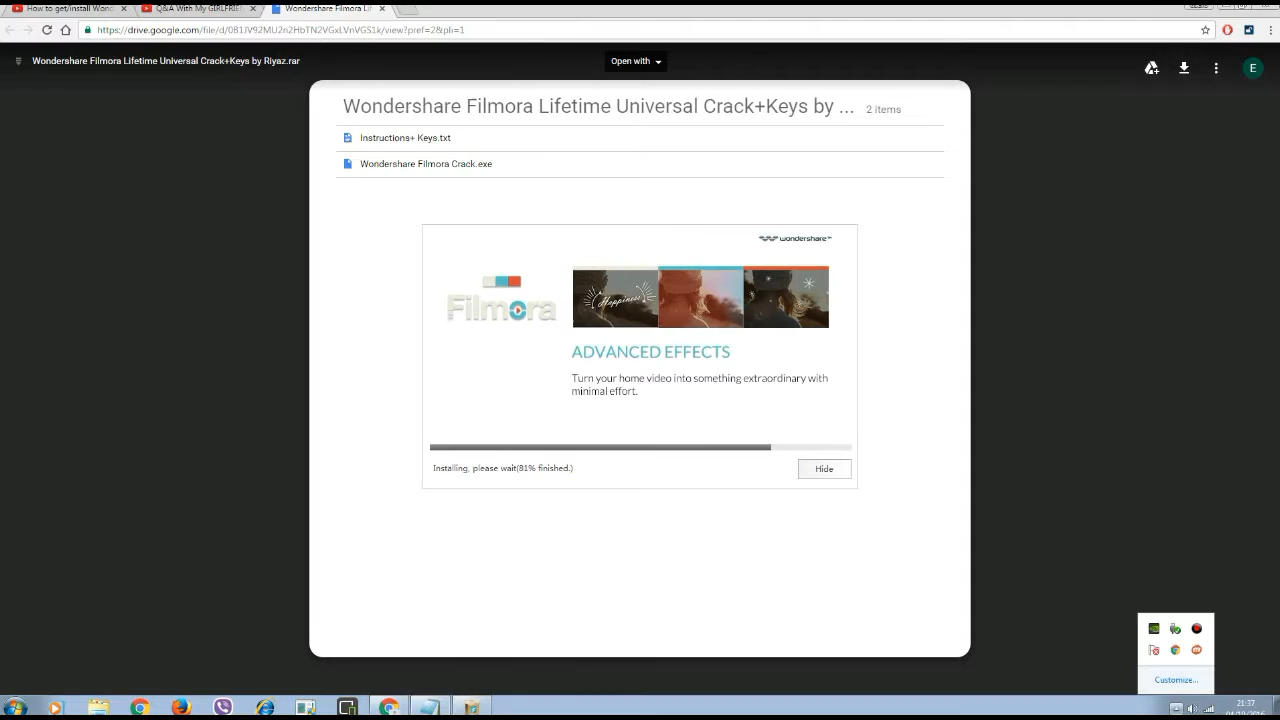 How to get/install Wond
Q&A With My GIRLFRIE
Wondershare Filmora Li
https://drive.google.com/file/d/0B1JV92MU2n2HbTN2VGxLVnVGS1k/view?pref=2&pli=1
Wondershare Filmora Lifetime Universal Crack+Keys by Riyaz.rar
Open with
E
Wondershare Filmora Lifetime Universal Crack+Keys by ...
2 items
Instructions+ Keys.txt
Wondershare Filmora Crack.exe
wondershare
Filmora
Happiness
ADVANCED EFFECTS
Turn your home video into something extraordinary with
minimal effort.
Installing, please wait(81% finished.)
Hide
Customize...
21:37